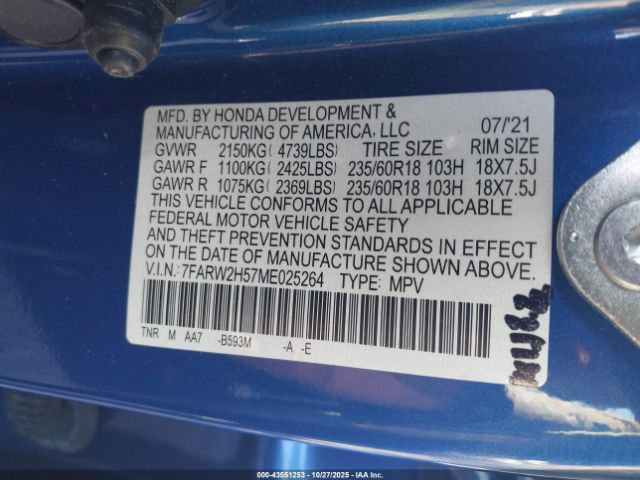 MFD. BY HONDA DEVELOPMENT &
MANUFACTURING OF AMERICA, LLC 07/'21
GVWR 2150KG ( 4739LBS) TIRE SIZE RIM SIZE
GAWR F 1100KG ( 2425LBS) 235/60R18 103H 18X7.5J
GAWR R 1075KG ( 2369LBS) 235/60R18 103H 18X7.5J
THIS VEHICLE CONFORMS TO ALL APPLICABLE
FEDERAL MOTOR VEHICLE SAFETY
AND THEFT PREVENTION STANDARDS IN EFFECT
ON THE DATE OF MANUFACTURE SHOWN ABOVE.
V.I.N.: 7FARW2H57ME025264 TYPE: MPV
TNR M AA7 -B593M -A -E
000-43551253 - 10/27/2025 - IAAI.COM